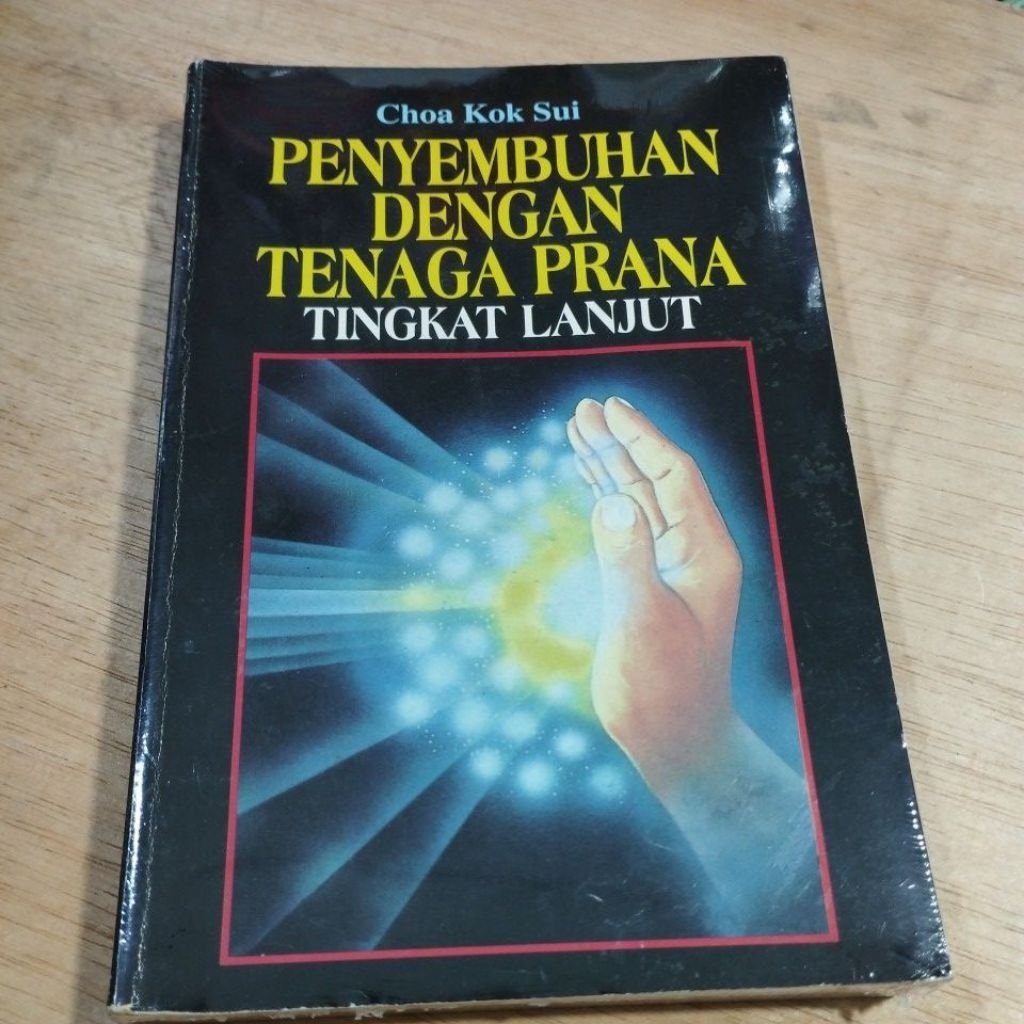 Choa Kok Sui
PENYEMBUHAN
DENGAN
TENAGA PRANA
TINGKAT LANJUT